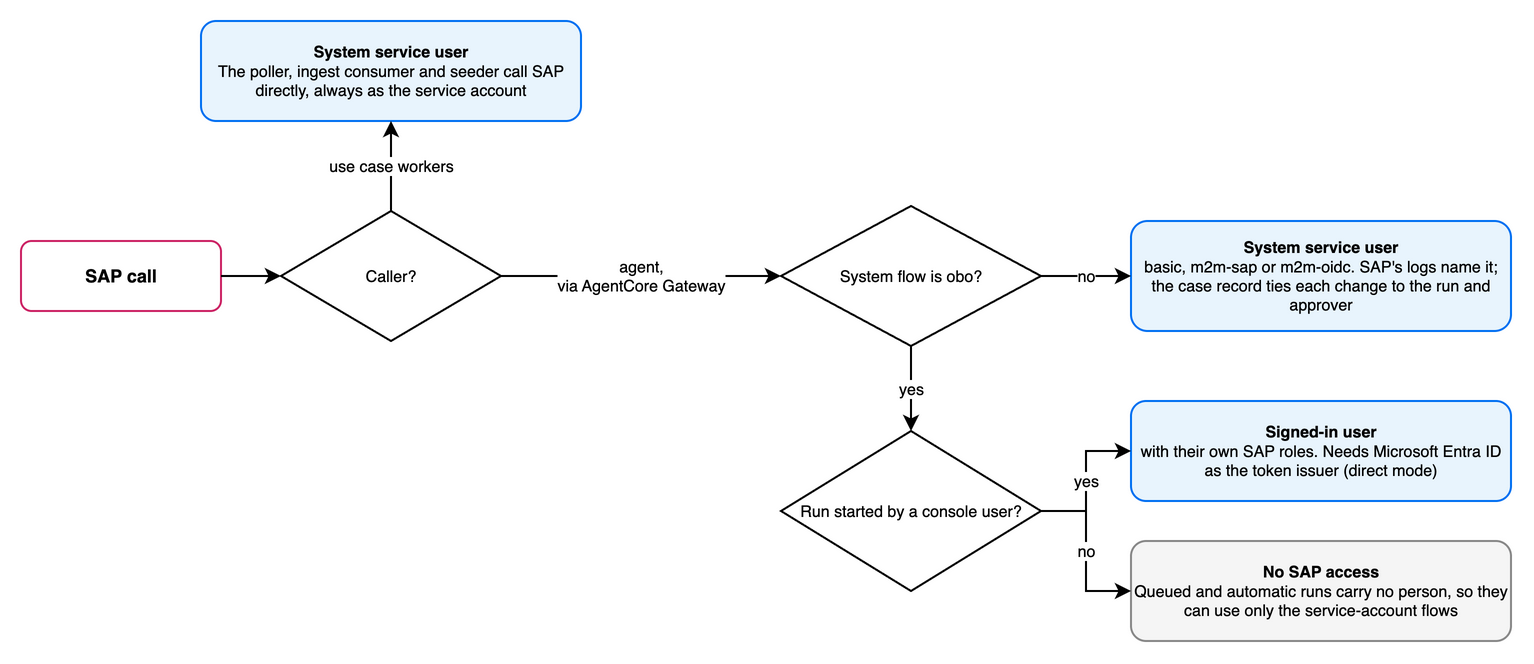 System service user
The poller, ingest consumer and seeder call SAP
directly, always as the service account
use case workers
SAP call
Caller?
agent,
via AgentCore Gateway
System flow is obo?
no
System service user
basic, m2m-sap or m2m-oidc. SAP's logs name it;
the case record ties each change to the run and
approver
yes
Run started by a console user?
yes
Signed-in user
with their own SAP roles. Needs Microsoft Entra ID
as the token issuer (direct mode)
no
No SAP access
Queued and automatic runs carry no person, so they
can use only the service-account flows